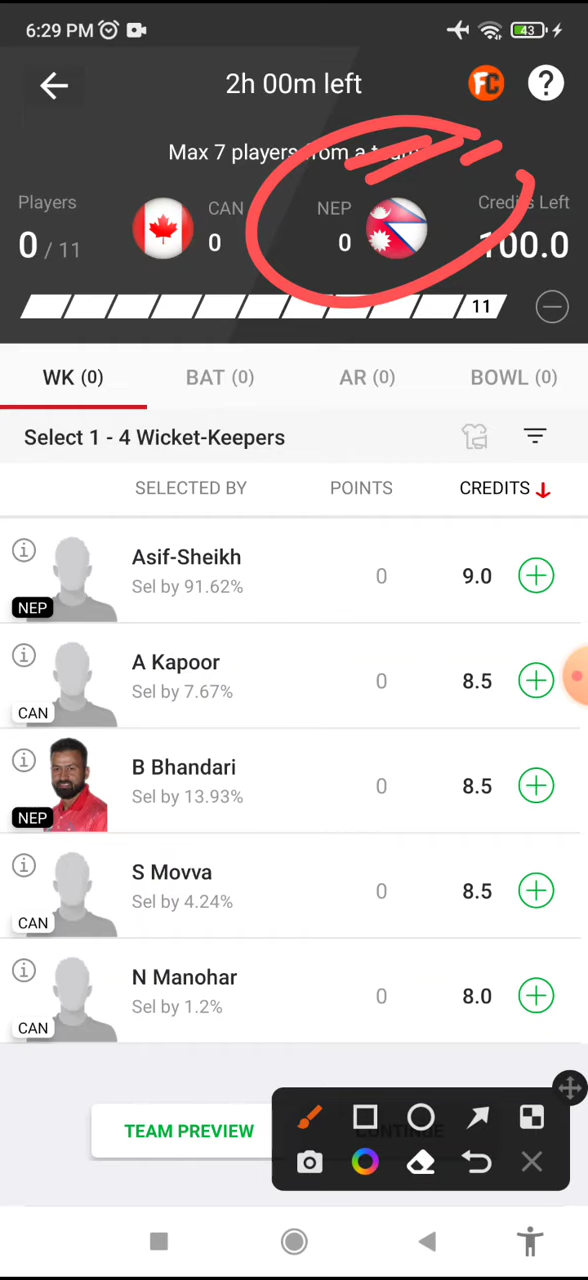 6:29 PM
43
2h 00m left
FC
?
Max 7 players from a team
Players
CAN
NEP
Credits Left
0 / 11
0
0
100.0
11
WK (0)
BAT (0)
AR (0)
BOWL (0)
Select 1 - 4 Wicket-Keepers
SELECTED BY
POINTS
CREDITS
Asif-Sheikh
Sel by 91.62%
0
9.0
NEP
A Kapoor
Sel by 7.67%
0
8.5
CAN
B Bhandari
Sel by 13.93%
0
8.5
NEP
S Movva
Sel by 4.24%
0
8.5
CAN
N Manohar
Sel by 1.2%
0
8.0
CAN
TEAM PREVIEW
CONTINUE